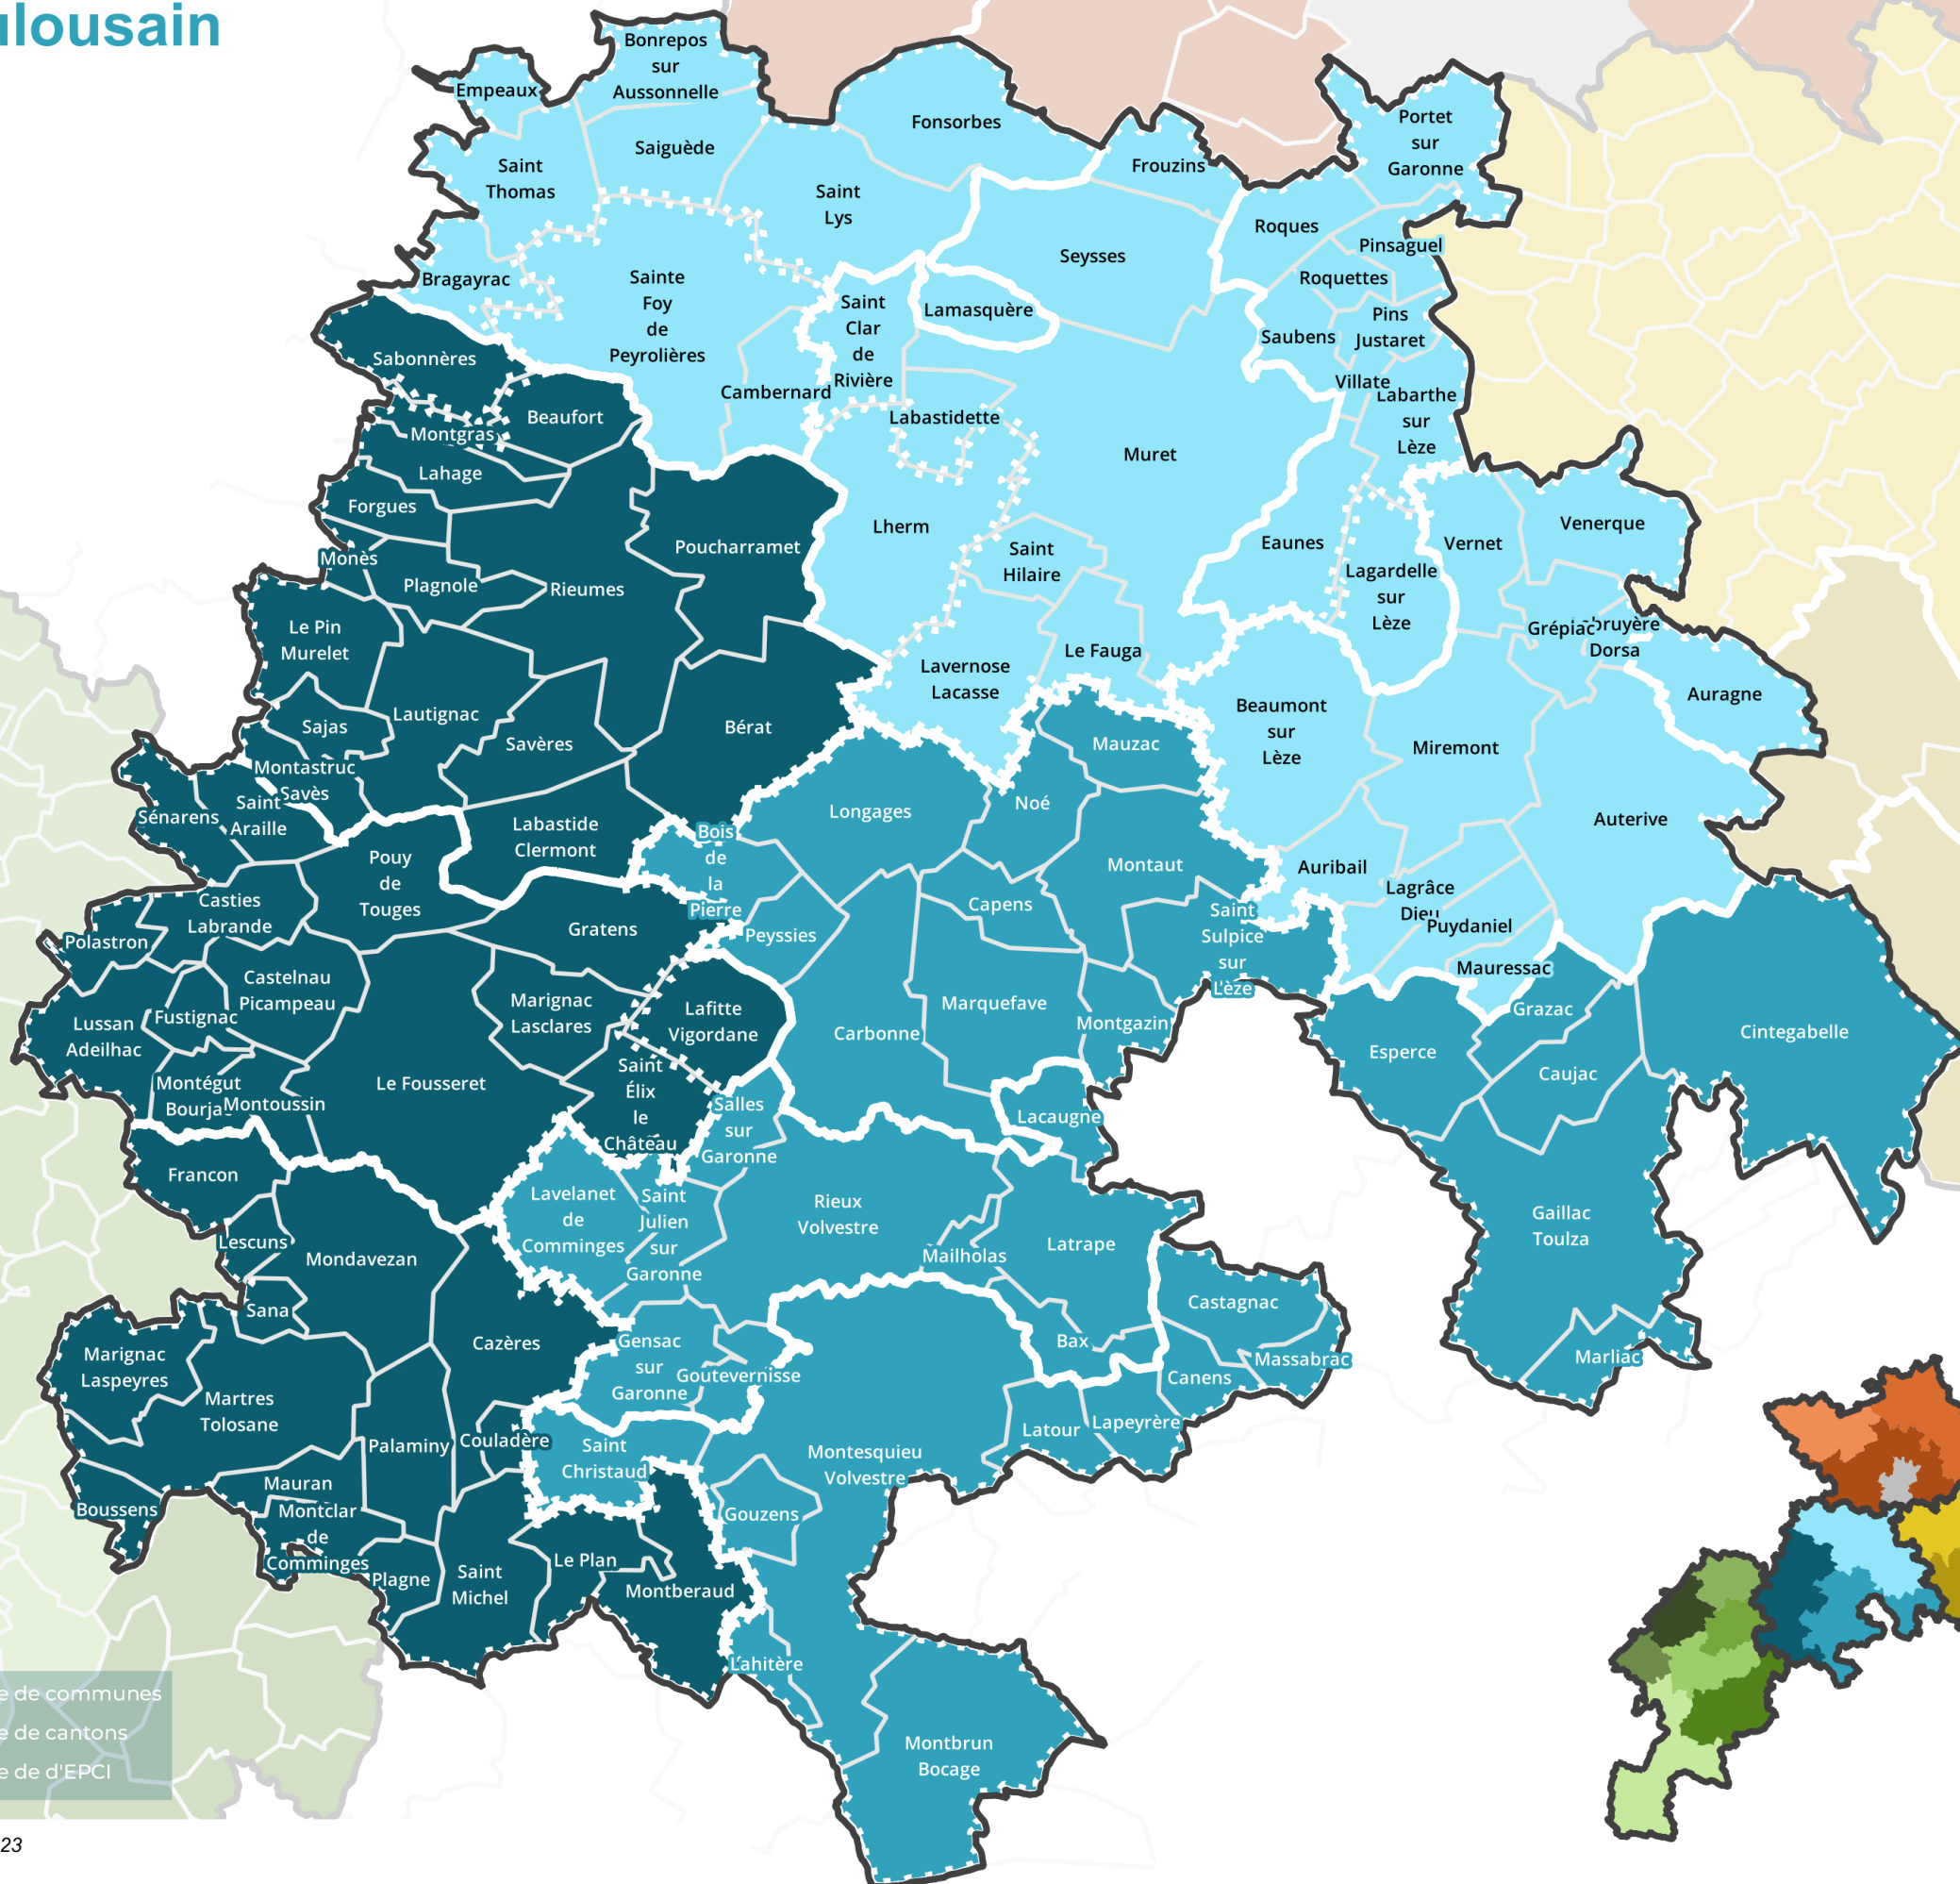 ulousain
Bonrepos
sur
Aussonnelle
Empeaux
Fonsorbes
Portet
sur
Garonne
Saiguède
Frouzins
Saint
Thomas
Saint
Lys
Roques
Pinsaguel
Seysses
Bragayrac
Sainte
Foy
de
Peyrolières
Roquettes
Saint
Clar
de
Rivière
Lamasquère
Pins
Justaret
Saubens
Sabonnères
Villate
Cambernard
Labarthe
sur
Lèze
Beaufort
Labastidette
Montgras
Muret
Lahage
Forgues
Lherm
Venerque
Poucharramet
Eaunes
Vernet
Saint
Hilaire
Monès
Plagnole
Rieumes
Lagardelle
sur
Lèze
Le Pin
Murelet
Grépiac
bruyère
Dorsa
Le Fauga
Lavernose
Lacasse
Auragne
Beaumont
sur
Lèze
Lautignac
Sajas
Bérat
Savères
Mauzac
Miremont
Montastruc
Savès
Noé
Longages
Sénarens
Saint
Araille
Auterive
Labastide
Clermont
Bois
de
la
Pierre
Pouy
de
Touges
Montaut
Auribail
Lagrâce
Dieu
Casties
Labrande
Capens
Saint
Sulpice
sur
L'èze
Puydaniel
Gratens
Peyssies
Polastron
Mauressac
Castelnau
Picampeau
Marignac
Lasclares
Marquefave
Lafitte
Vigordane
Grazac
Fustignac
Lussan
Adeilhac
Carbonne
Montgazin
Cintegabelle
Esperce
Saint
Élix
le
Château
Caujac
Montégut
Bourja
Le Fousseret
Montoussin
Salles
sur
Garonne
Lacaugne
Francon
Lavelanet
de
Comminges
Saint
Julien
sur
Garonne
Rieux
Volvestre
Gaillac
Toulza
Lescuns
Mondavezan
Mailholas
Latrape
Sana
Castagnac
Cazères
Gensac
sur
Garonne
Bax
Marignac
Laspeyres
Massabrac
Marliac
Goutevernisse
Canens
Martres
Tolosane
Latour
Lapeyrère
Palaminy
Couladère
Saint
Christaud
Montesquieu
Volvestre
Mauran
Boussens
Montclar
de
Comminges
Gouzens
Le Plan
Plagne
Saint
Michel
Montberaud
Lahitère
Montbrun
Bocage
e de communes
e de cantons
e de d'EPCI
23